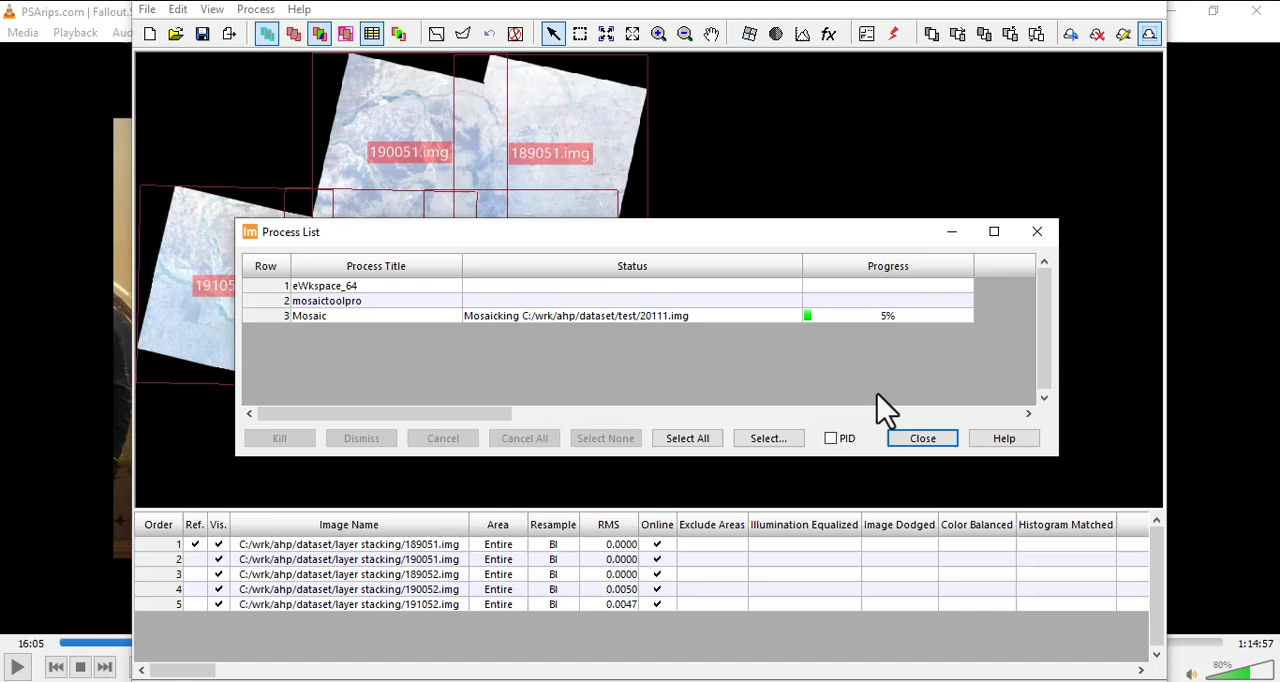 PSArips.com | Fallout.S
Media Playback Aud
File Edit View Process Help
190051.img
189051.img
19105
Im Process List
Row Process Title Status Progress
1 eWkspace_64
2 mosaictoolpro
3 Mosaic Mosaicking C:/wrk/ahp/dataset/test/20111.img 5%
Kill Dismiss Cancel Cancel All Select None Select All Select... PID Close Help
Order Ref. Vis. Image Name Area Resample RMS Online Exclude Areas Illumination Equalized Image Dodged Color Balanced Histogram Matched
1 C:/wrk/ahp/dataset/layer stacking/189051.img Entire BI 0.0000
2 C:/wrk/ahp/dataset/layer stacking/190051.img Entire BI 0.0000
3 C:/wrk/ahp/dataset/layer stacking/189052.img Entire BI 0.0000
4 C:/wrk/ahp/dataset/layer stacking/190052.img Entire BI 0.0050
5 C:/wrk/ahp/dataset/layer stacking/191052.img Entire BI 0.0047
16:05 1:14:57
80%